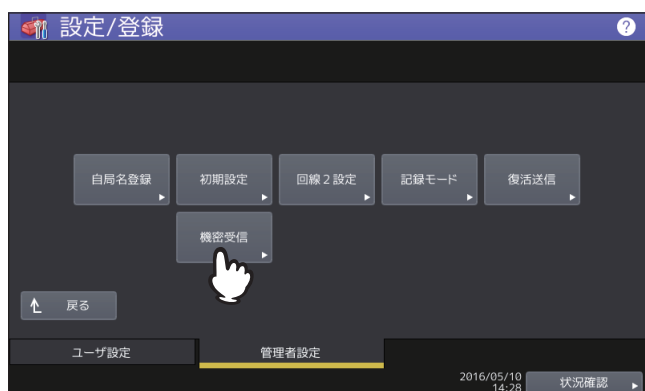 設定/登録
?
自局名登録
初期設定
回線2設定
記録モード
復活送信
機密受信
戻る
ユーザ設定
管理者設定
2016/05/10
14:28
状況確認